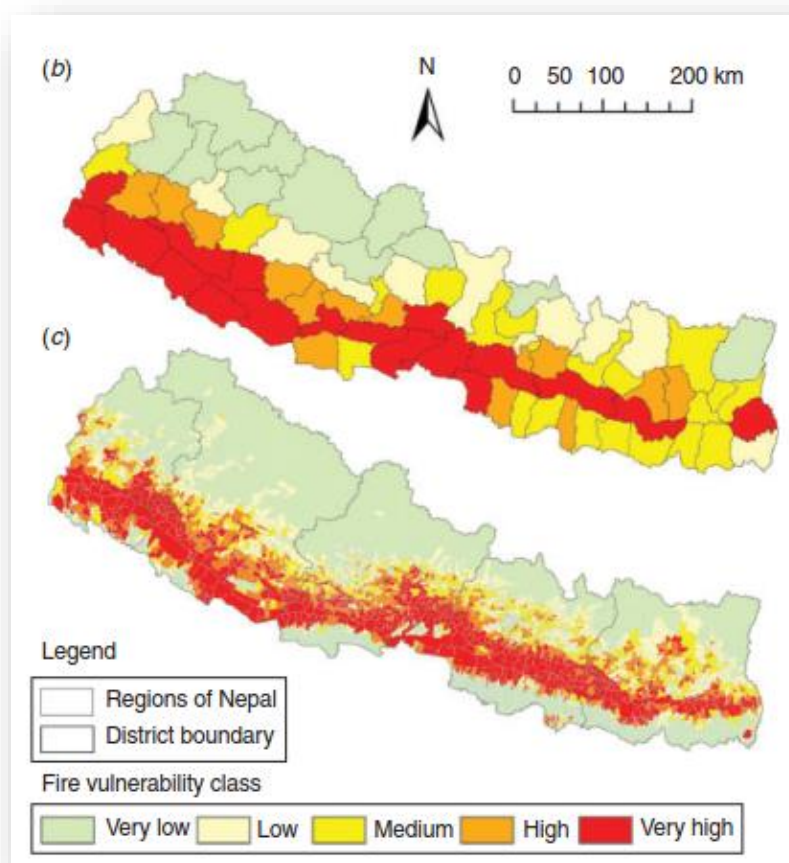 (b)
N
0 50 100 200 km
(c)
Legend
Regions of Nepal
District boundary
Fire vulnerability class
Very low Low Medium High Very high